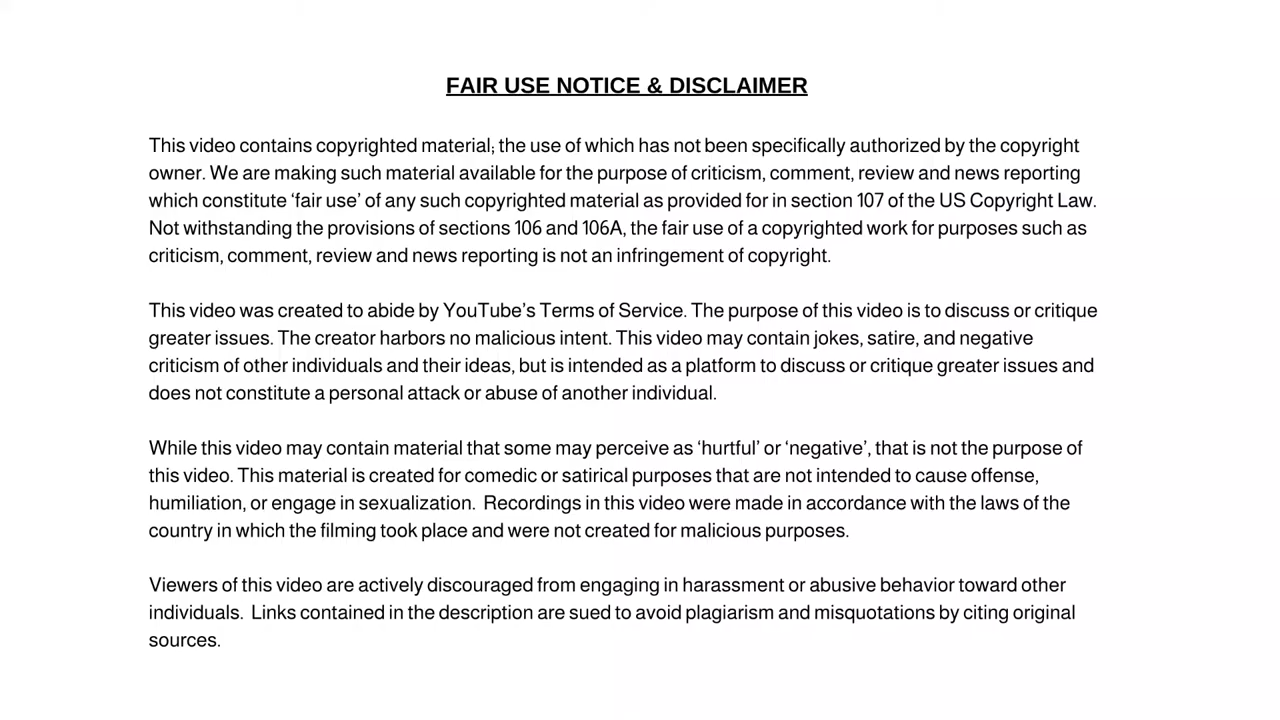 FAIR USE NOTICE & DISCLAIMER
This video contains copyrighted material; the use of which has not been specifically authorized by the copyright
owner. We are making such material available for the purpose of criticism, comment, review and news reporting
which constitute ‘fair use’ of any such copyrighted material as provided for in section 107 of the US Copyright Law.
Not withstanding the provisions of sections 106 and 106A, the fair use of a copyrighted work for purposes such as
criticism, comment, review and news reporting is not an infringement of copyright.
This video was created to abide by YouTube’s Terms of Service. The purpose of this video is to discuss or critique
greater issues. The creator harbors no malicious intent. This video may contain jokes, satire, and negative
criticism of other individuals and their ideas, but is intended as a platform to discuss or critique greater issues and
does not constitute a personal attack or abuse of another individual.
While this video may contain material that some may perceive as ‘hurtful’ or ‘negative’, that is not the purpose of
this video. This material is created for comedic or satirical purposes that are not intended to cause offense,
humiliation, or engage in sexualization.  Recordings in this video were made in accordance with the laws of the
country in which the filming took place and were not created for malicious purposes.
Viewers of this video are actively discouraged from engaging in harassment or abusive behavior toward other
individuals.  Links contained in the description are sued to avoid plagiarism and misquotations by citing original
sources.